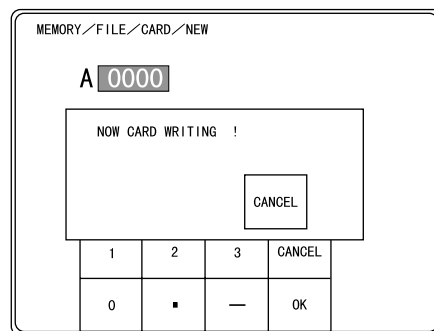 MEMORY／FILE／CARD／NEW
A 0000
NOW CARD WRITING !
CANCEL
1 2 3 CANCEL
0 ▪ — OK